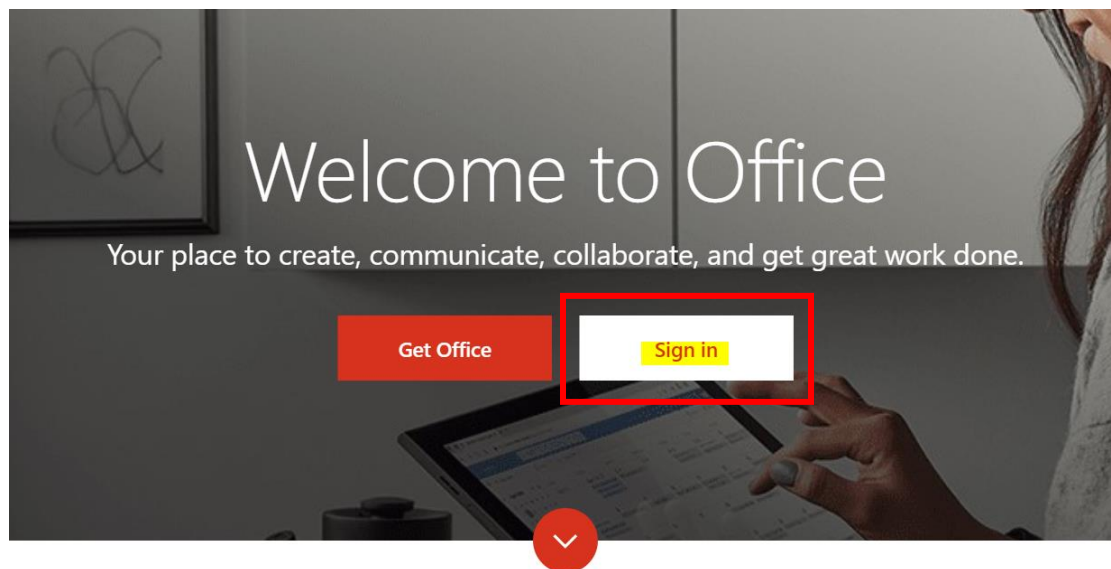 Welcome to Office
Your place to create, communicate, collaborate, and get great work done.
Get Office
Sign in